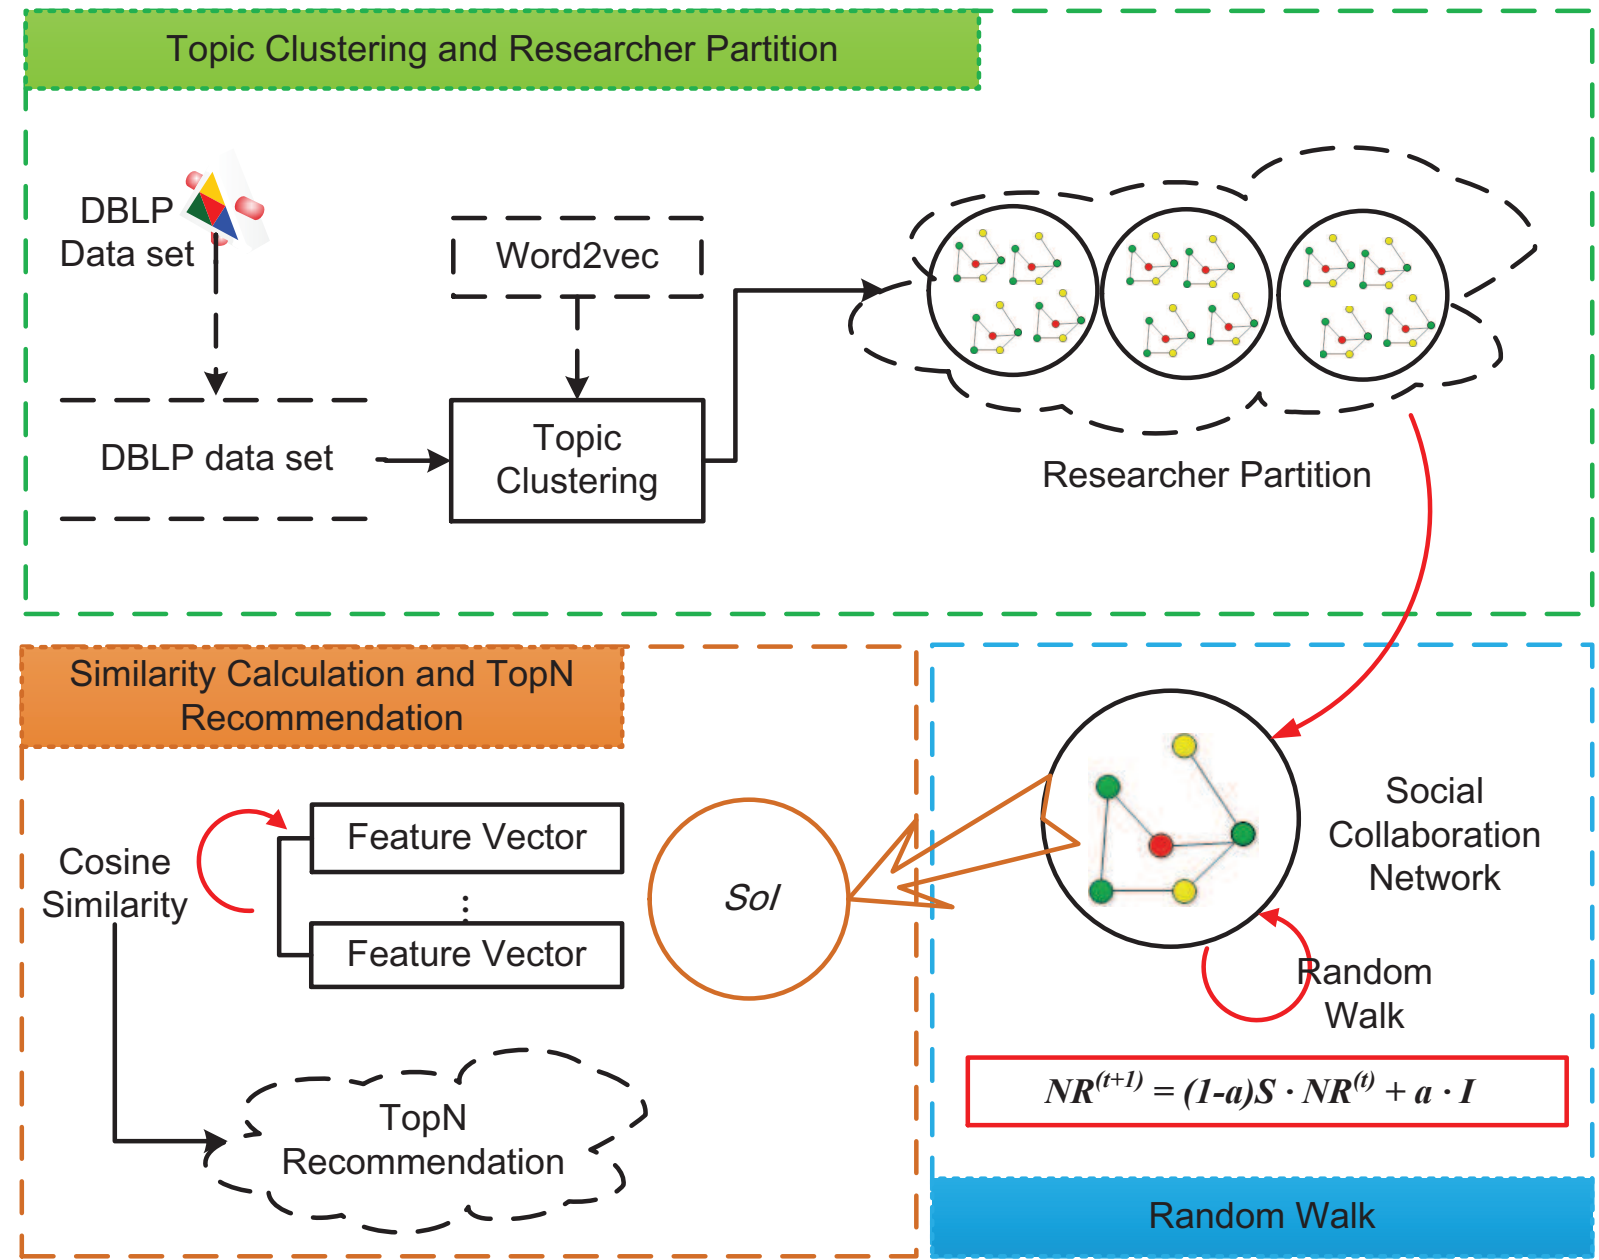 Topic Clustering and Researcher Partition
DBLP
Data set
Word2vec
DBLP data set
Topic
Clustering
Researcher Partition
Similarity Calculation and TopN
Recommendation
Feature Vector
⋮
Feature Vector
Cosine
Similarity
SoI
TopN
Recommendation
Social
Collaboration
Network
Random
Walk
NR^(t+1) = (1-a)S · NR^(t) + a · I
Random Walk